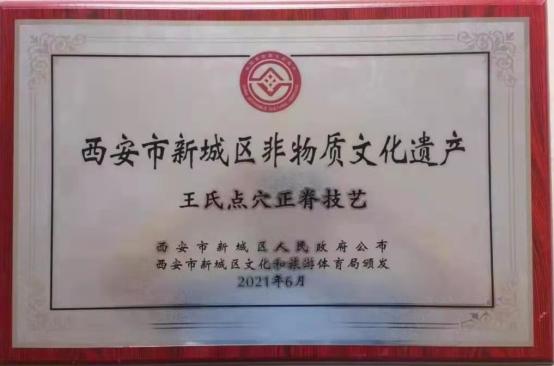 西安市新城区非物质文化遗产
王氏点穴正脊技艺
西安市新城区人民政府公布
西安市新城区文化和旅游体育局颁发
2021年6月